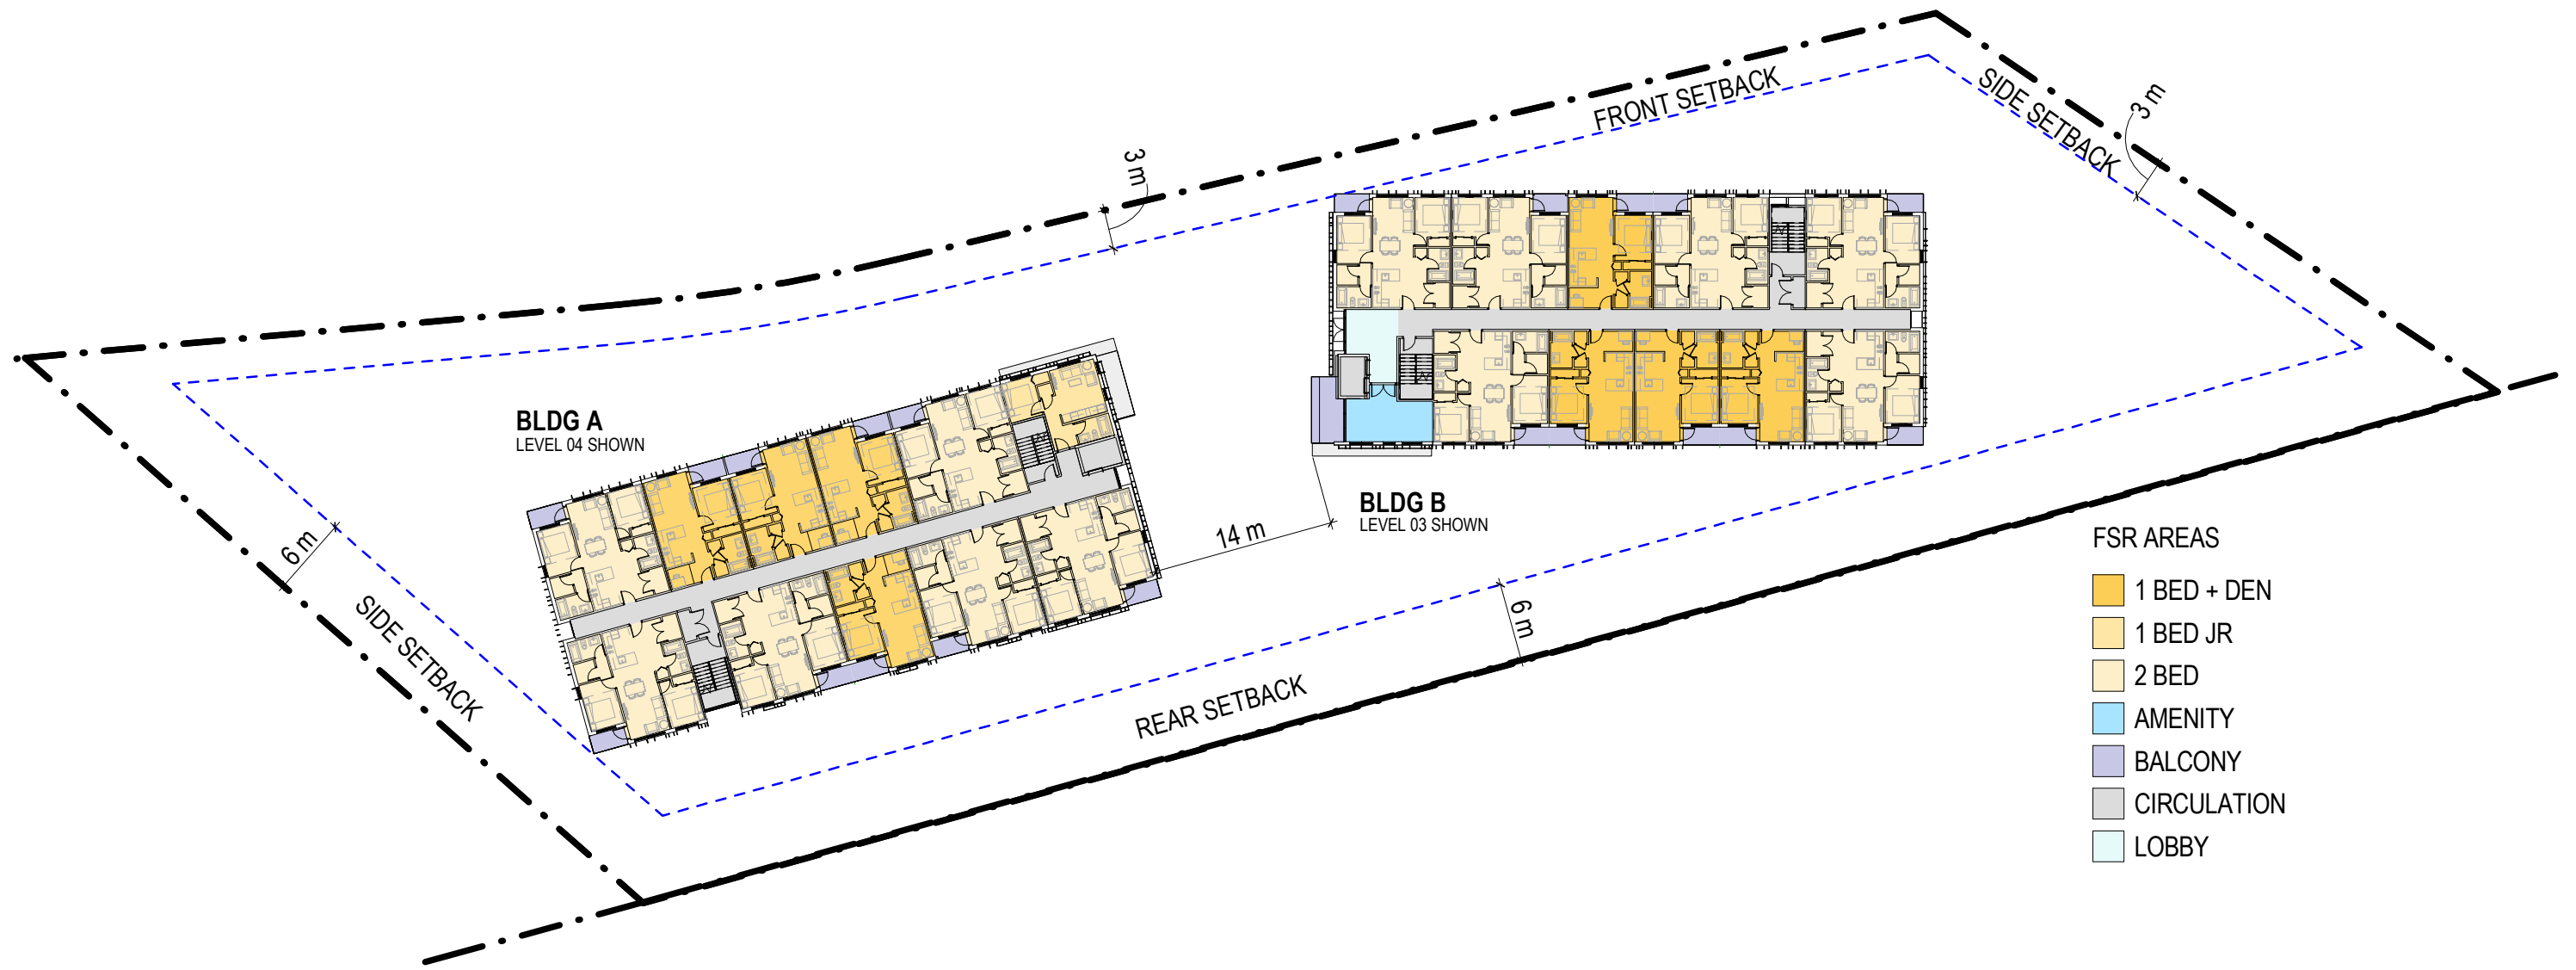 FRONT SETBACK
SIDE SETBACK
3 m
3 m
BLDG A
LEVEL 04 SHOWN
BLDG B
LEVEL 03 SHOWN
14 m
6 m
SIDE SETBACK
6 m
REAR SETBACK
FSR AREAS
1 BED + DEN
1 BED JR
2 BED
AMENITY
BALCONY
CIRCULATION
LOBBY